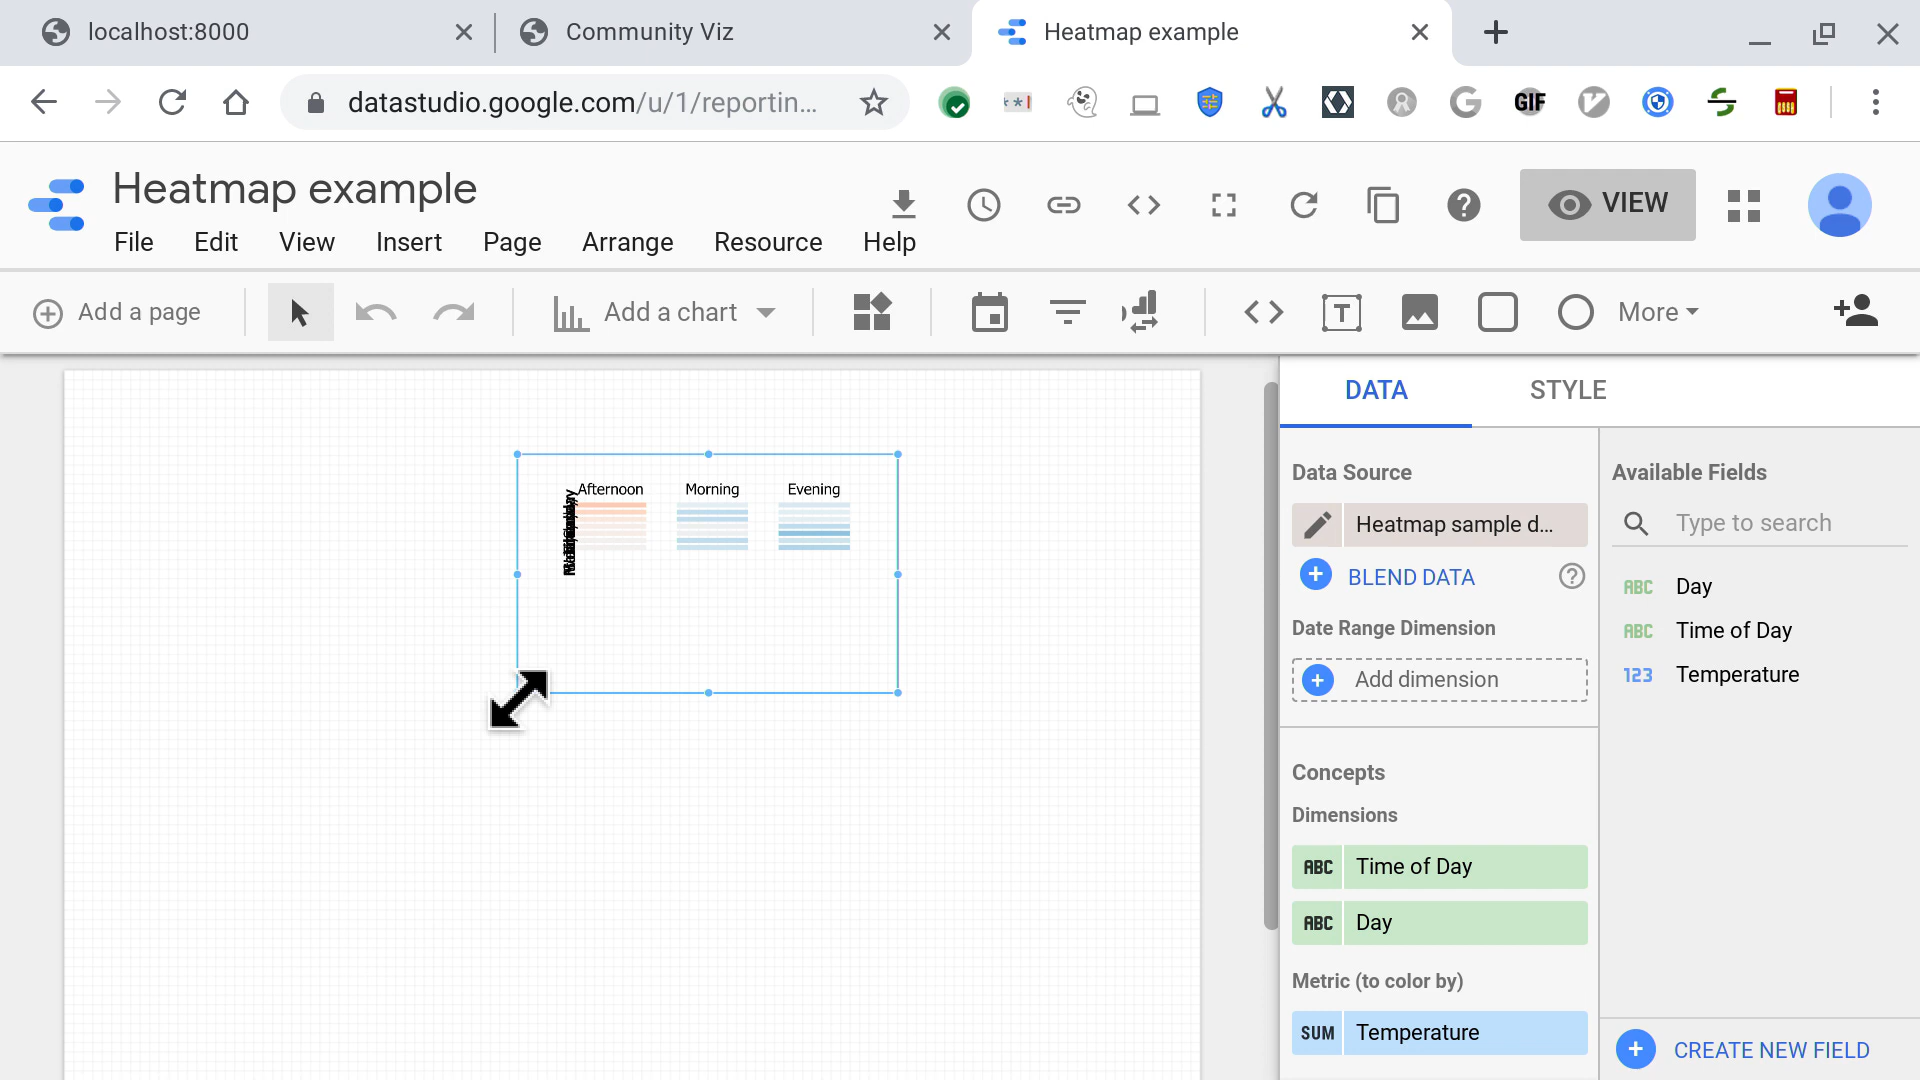 localhost:8000
Community Viz
Heatmap example
datastudio.google.com/u/1/reportin...
GIF
Heatmap example
File Edit View Insert Page Arrange Resource Help
VIEW
Add a page
Add a chart
T
More
DATA
STYLE
Data Source
Heatmap sample d...
BLEND DATA
Date Range Dimension
Add dimension
Concepts
Dimensions
ABC Time of Day
ABC Day
Metric (to color by)
SUM Temperature
Available Fields
Type to search
ABC Day
ABC Time of Day
123 Temperature
CREATE NEW FIELD
Afternoon Morning Evening